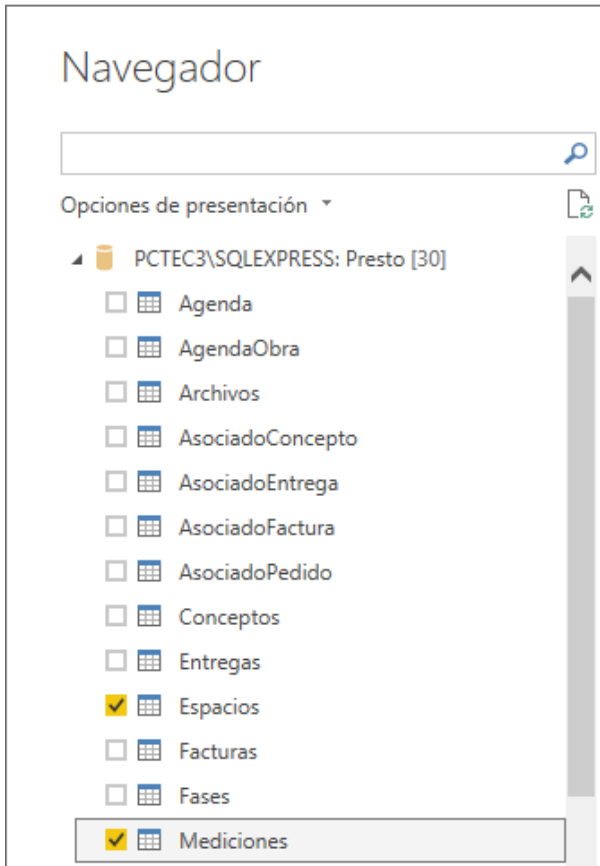 Navegador
Opciones de presentación
PCTEC3\SQLEXPRESS: Presto [30]
Agenda
AgendaObra
Archivos
AsociadoConcepto
AsociadoEntrega
AsociadoFactura
AsociadoPedido
Conceptos
Entregas
Espacios
Facturas
Fases
Mediciones